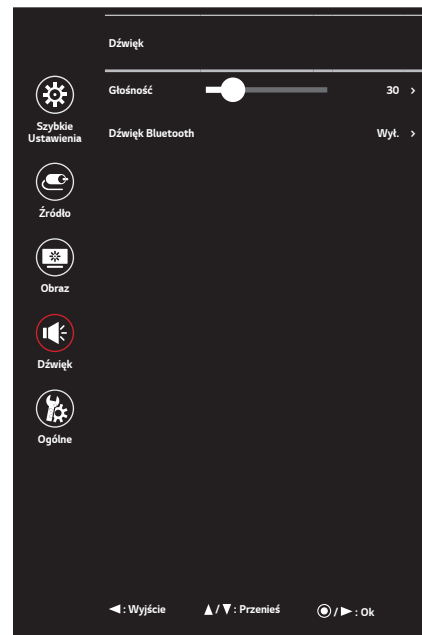 Dźwięk
Głośność 30 >
Dźwięk Bluetooth Wył. >
Szybkie
Ustawienia
Źródło
Obraz
Dźwięk
Ogólne
◄ : Wyjście ▲ / ▼ : Przenieś ◉ / ► : Ok